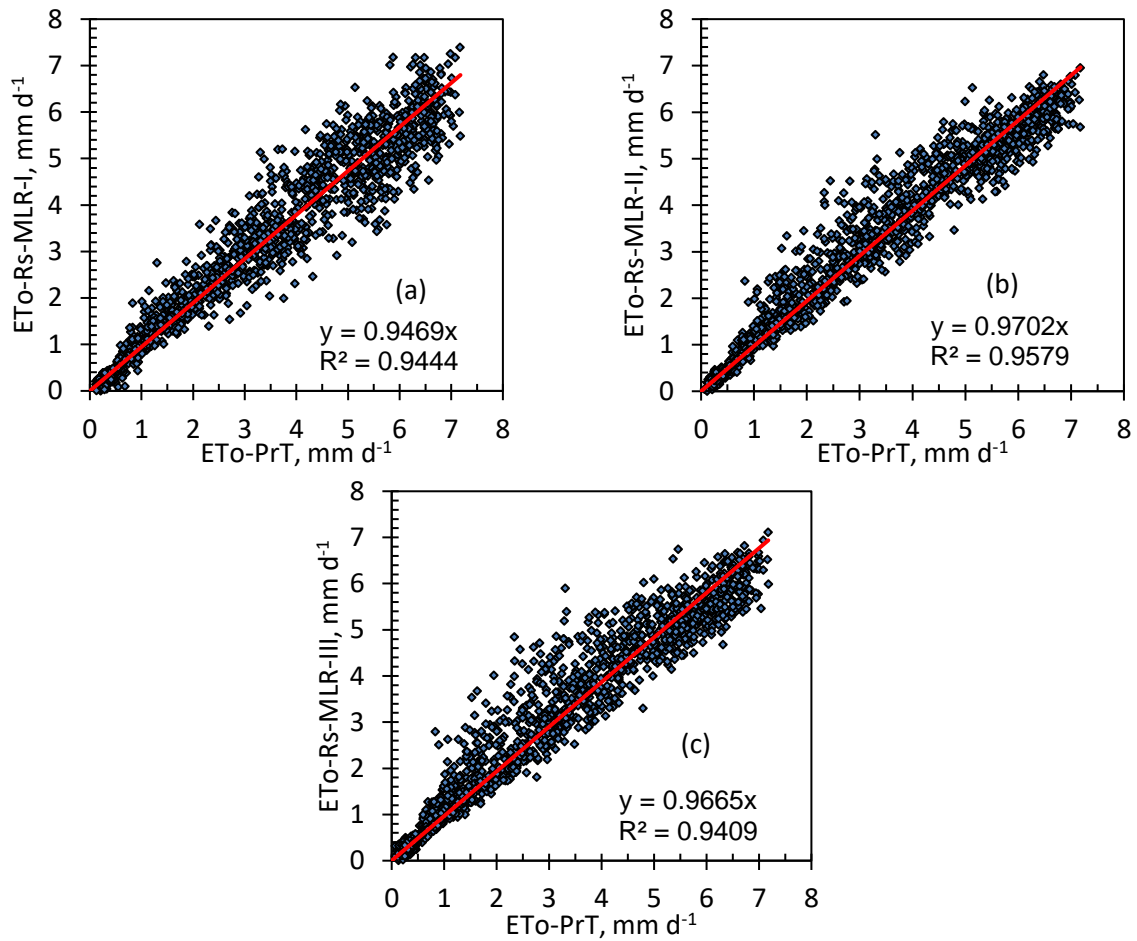 8
7
6
5
4
3
2
1
0
ETo-Rs-MLR-I, mm d-1
(a)
y = 0.9469x
R² = 0.9444
0 1 2 3 4 5 6 7 8
ETo-PrT, mm d-1
8
7
6
5
4
3
2
1
0
ETo-Rs-MLR-II, mm d-1
(b)
y = 0.9702x
R² = 0.9579
0 1 2 3 4 5 6 7 8
ETo-PrT, mm d-1
8
7
6
5
4
3
2
1
0
ETo-Rs-MLR-III, mm d-1
(c)
y = 0.9665x
R² = 0.9409
0 1 2 3 4 5 6 7 8
ETo-PrT, mm d-1